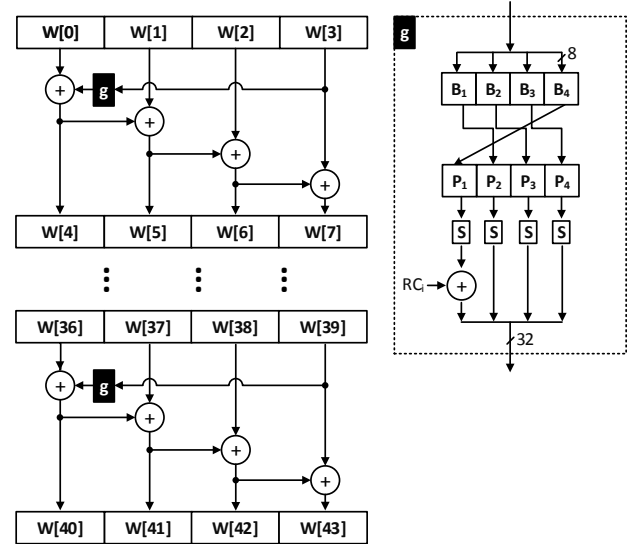 W[0] W[1] W[2] W[3]
+ g
+
+
+
W[4] W[5] W[6] W[7]
W[36] W[37] W[38] W[39]
+ g
+
+
+
W[40] W[41] W[42] W[43]
g
8
B1 B2 B3 B4
P1 P2 P3 P4
S S S S
RCi +
32